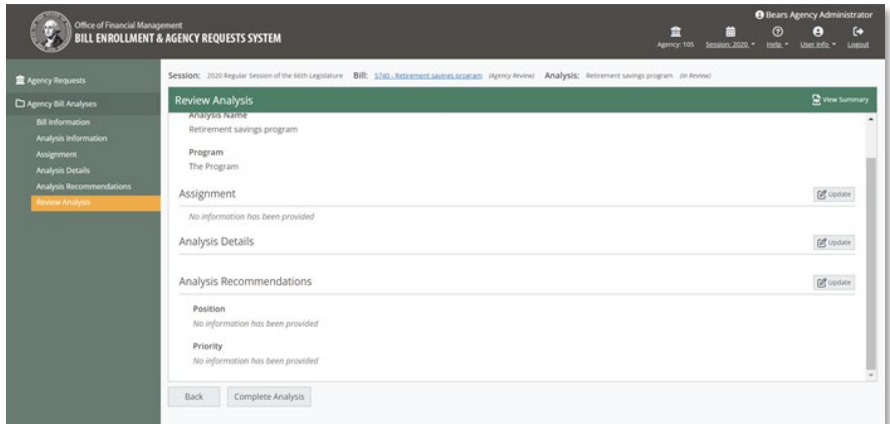 Office of Financial Management
BILL ENROLLMENT & AGENCY REQUESTS SYSTEM
Bears Agency Administrator
Agency: 105 Session: 2020 Help User Info Logout
Agency Requests
Agency Bill Analyses
Bill Information
Analysis Information
Assignment
Analysis Details
Analysis Recommendations
Review Analysis
Session: 2020 Regular Session of the 66th Legislature Bill: 5740 - Retirement savings program (Agency Review) Analysis: Retirement savings program (In Review)
Review Analysis View Summary
Analysis Name
Retirement savings program
Program
The Program
Assignment Update
No information has been provided
Analysis Details Update
Analysis Recommendations Update
Position
No information has been provided
Priority
No information has been provided
Back Complete Analysis